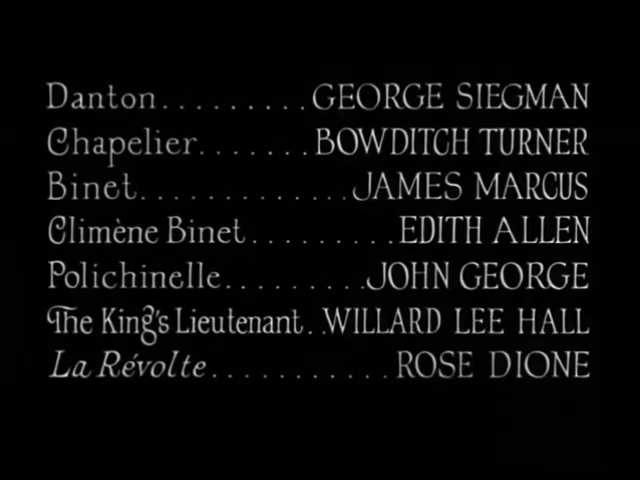 Danton.........GEORGE SIEGMAN
Chapelier.......BOWDITCH TURNER
Binet.............JAMES MARCUS
Climène Binet.........EDITH ALLEN
Polichinelle.........JOHN GEORGE
The King's Lieutenant..WILLARD LEE HALL
La Révolte...........ROSE DIONE